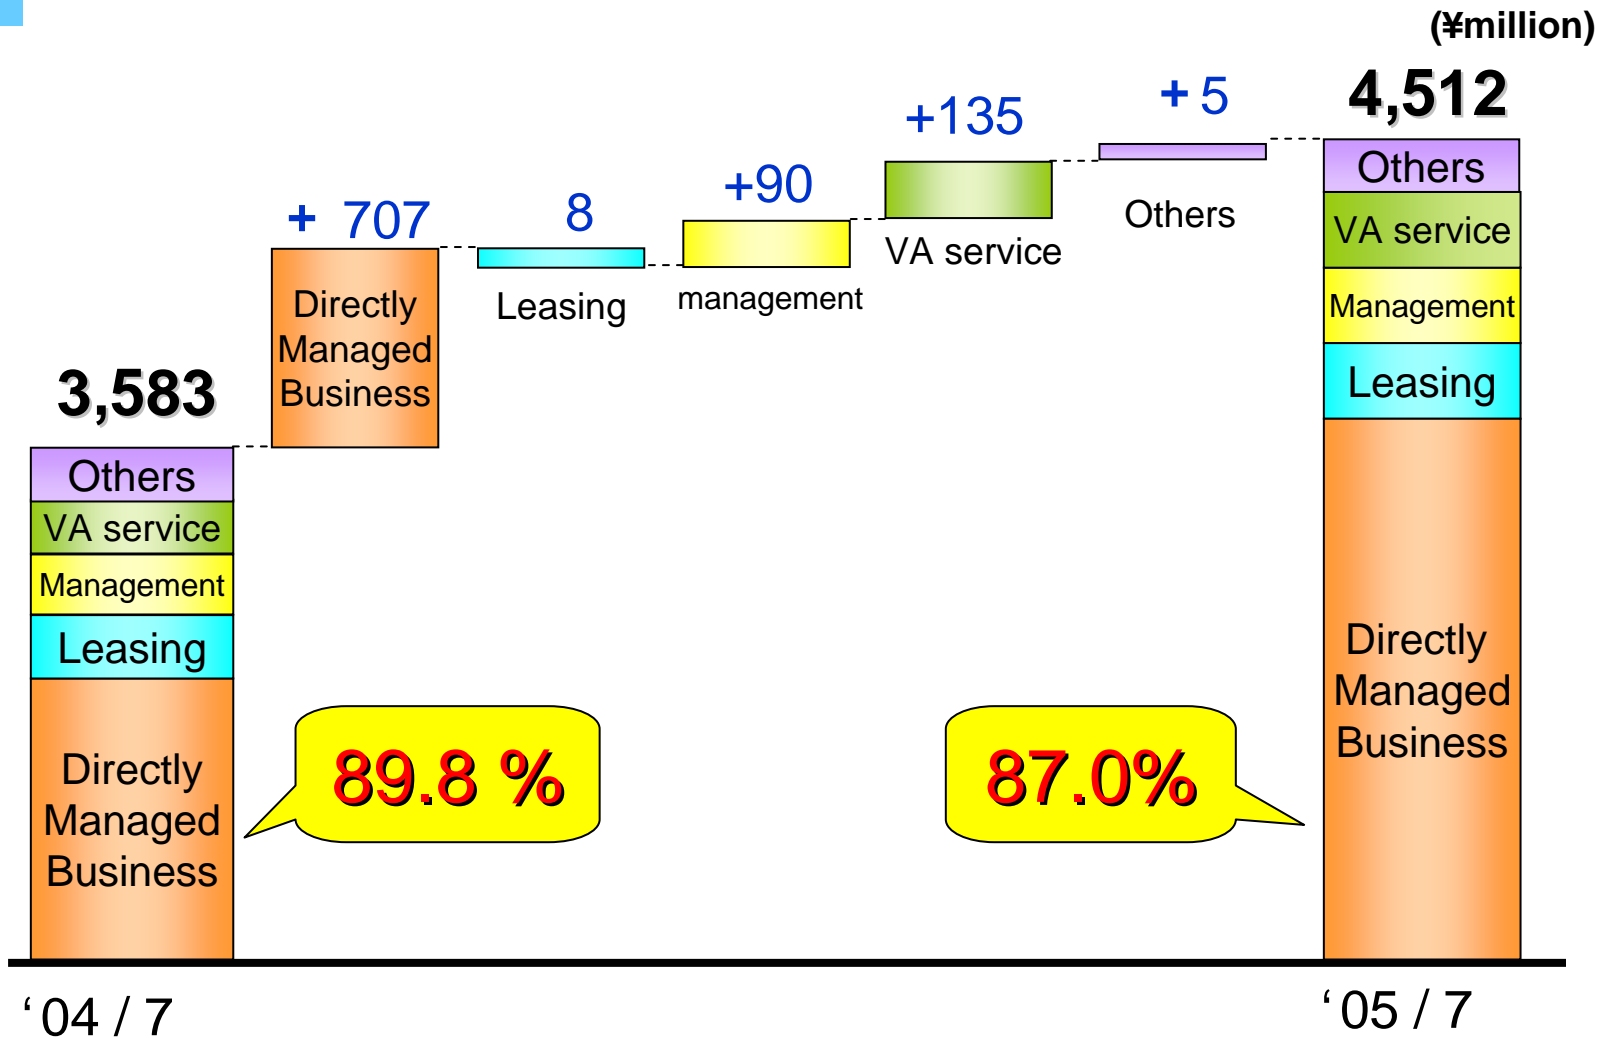 (¥million)
3,583
Others
VA service
Management
Leasing
Directly
Managed
Business
89.8 %
‘04 / 7
+ 707
Directly
Managed
Business
8
Leasing
+90
management
+135
VA service
+ 5
Others
4,512
Others
VA service
Management
Leasing
Directly
Managed
Business
87.0%
‘05 / 7